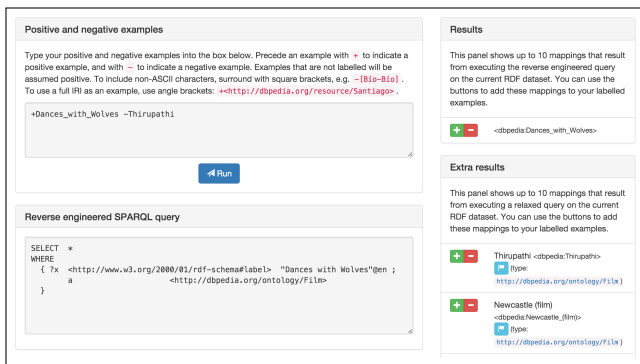 Positive and negative examples
Type your positive and negative examples into the box below. Precede an example with + to indicate a
positive example, and with - to indicate a negative example. Examples that are not labelled will be
assumed positive. To include non-ASCII characters, surround with square brackets, e.g. -[Bío-Bío] .
To use a full IRI as an example, use angle brackets: +<http://dbpedia.org/resource/Santiago> .
+Dances_with_Wolves -Thirupathi
Run
Reverse engineered SPARQL query
SELECT *
WHERE
{ ?x <http://www.w3.org/2000/01/rdf-schema#label> "Dances with Wolves"@en ;
a <http://dbpedia.org/ontology/Film>
}
Results
This panel shows up to 10 mappings that result
from executing the reverse engineered query
on the current RDF dataset. You can use the
buttons to add these mappings to your labelled
examples.
+ - <dbpedia:Dances_with_Wolves>
Extra results
This panel shows up to 10 mappings that result
from executing a relaxed query on the current
RDF dataset. You can use the buttons to add
these mappings to your labelled examples.
+ - Thirupathi <dbpedia:Thirupathi>
(type:
http://dbpedia.org/ontology/Film )
+ - Newcastle (film)
<dbpedia:Newcastle_(film)>
(type:
http://dbpedia.org/ontology/Film )